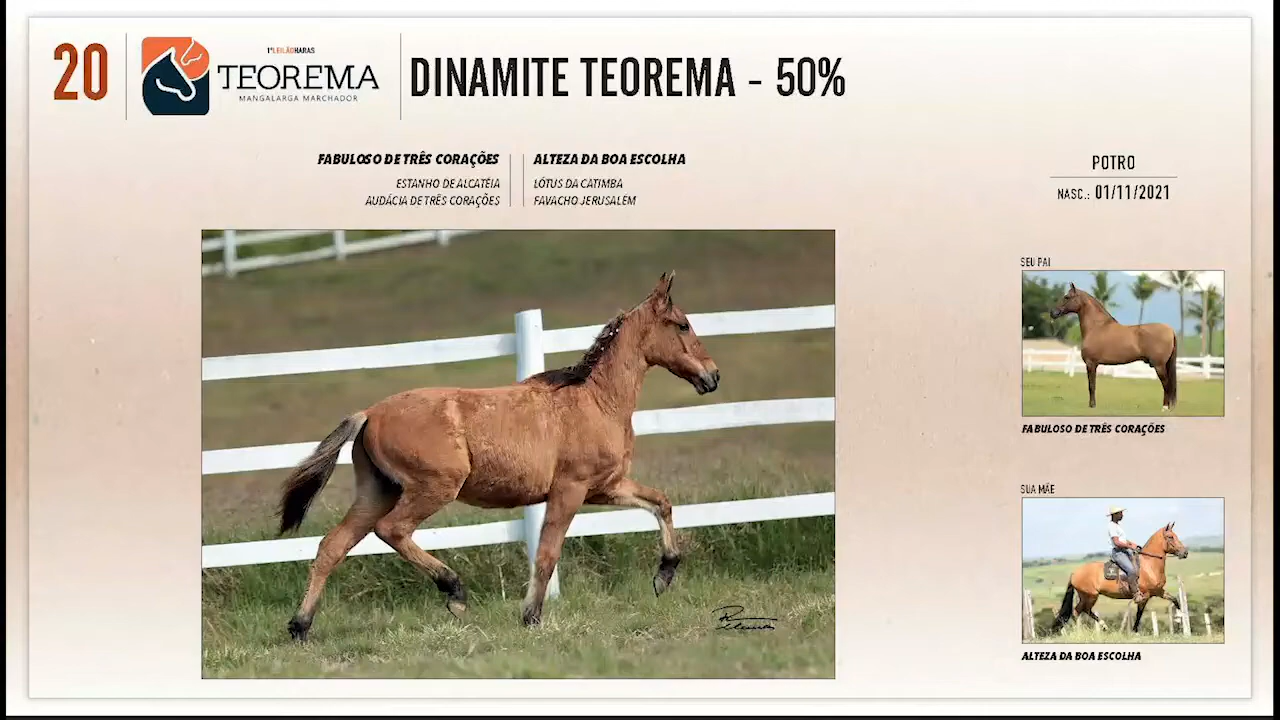 20
1º LEILÃO HARAS
TEOREMA
MANGALARGA MARCHADOR
DINAMITE TEOREMA - 50%
FABULOSO DE TRÊS CORAÇÕES
ESTANHO DE ALCATÉIA
AUDÁCIA DE TRÊS CORAÇÕES
ALTEZA DA BOA ESCOLHA
LÓTUS DA CATIMBA
FAVACHO JERUSALÉM
POTRO
NASC.: 01/11/2021
SEU PAI
FABULOSO DE TRÊS CORAÇÕES
SUA MÃE
ALTEZA DA BOA ESCOLHA